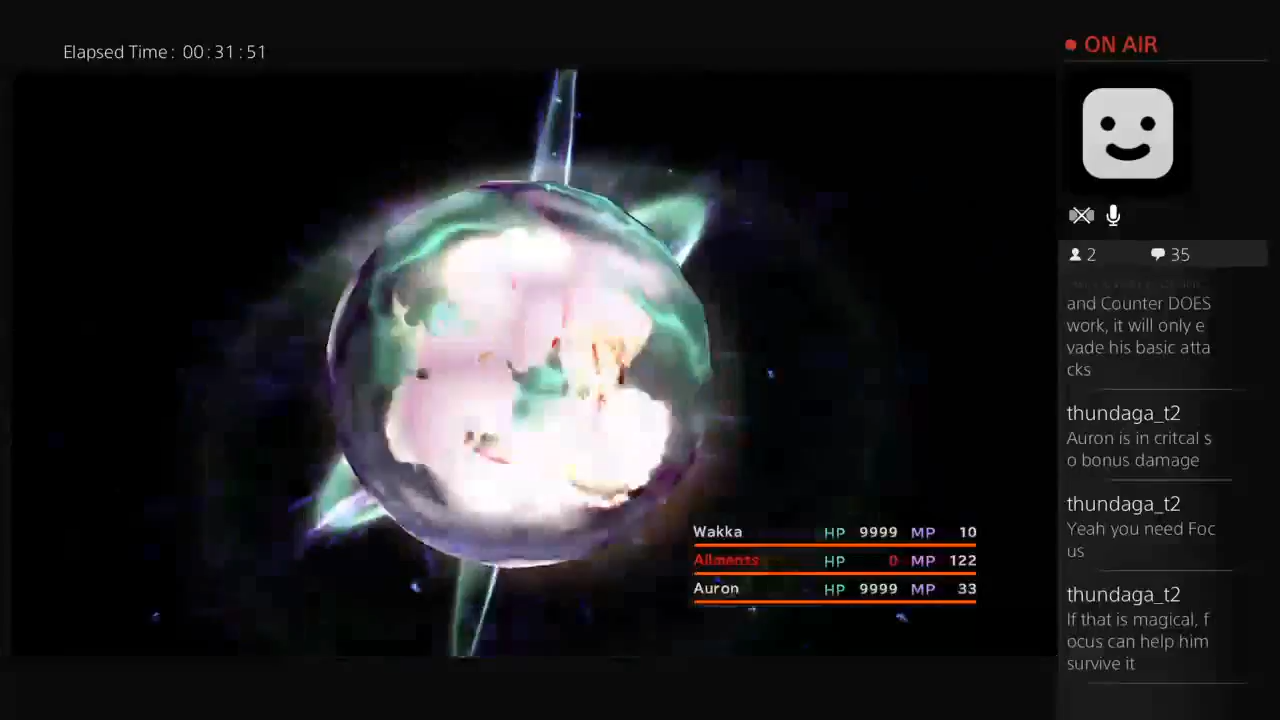 Elapsed Time: 00:31:51
ON AIR
2 35
and Counter DOES
work, it will only e
vade his basic atta
cks
thundaga_t2
Auron is in critcal s
o bonus damage
thundaga_t2
Yeah you need Foc
us
thundaga_t2
If that is magical, f
ocus can help him
survive it
Wakka HP 9999 MP 10
Ailments HP 0 MP 122
Auron HP 9999 MP 33